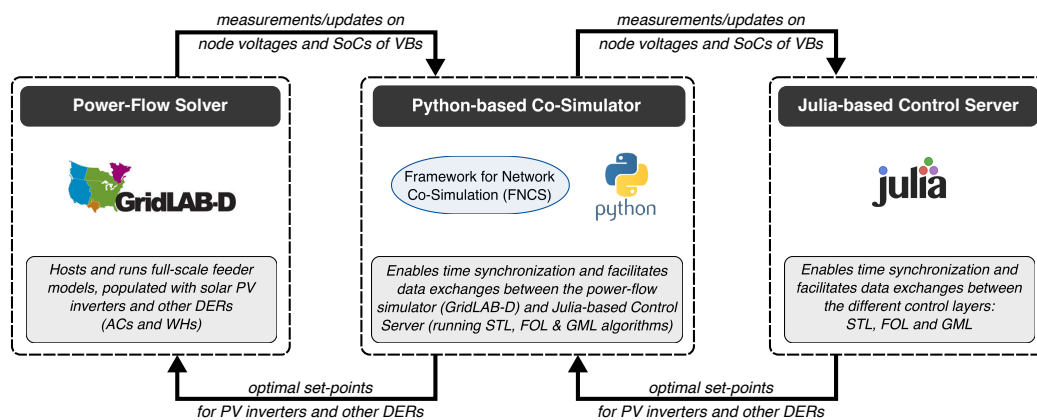 measurements/updates on
node voltages and SoCs of VBs
measurements/updates on
node voltages and SoCs of VBs
Power-Flow Solver
Python-based Co-Simulator
Julia-based Control Server
GridLAB-D
Framework for Network
Co-Simulation (FNCS)
python
julia
Hosts and runs full-scale feeder
models, populated with solar PV
inverters and other DERs
(ACs and WHs)
Enables time synchronization and facilitates
data exchanges between the power-flow
simulator (GridLAB-D) and Julia-based Control
Server (running STL, FOL & GML algorithms)
Enables time synchronization and
facilitates data exchanges between
the different control layers:
STL, FOL and GML
optimal set-points
for PV inverters and other DERs
optimal set-points
for PV inverters and other DERs